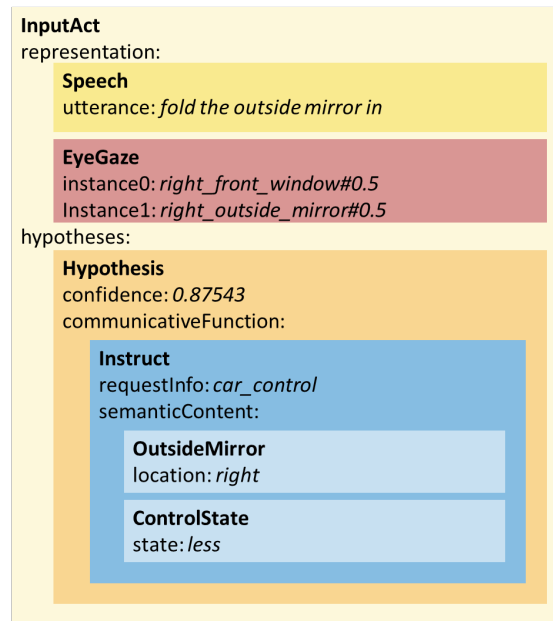 InputAct
representation:
Speech
utterance: fold the outside mirror in
EyeGaze
instance0: right_front_window#0.5
Instance1: right_outside_mirror#0.5
hypotheses:
Hypothesis
confidence: 0.87543
communicativeFunction:
Instruct
requestInfo: car_control
semanticContent:
OutsideMirror
location: right
ControlState
state: less